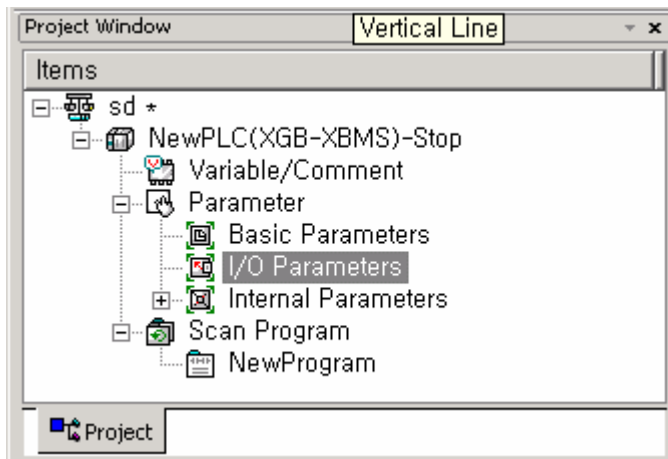 Project Window
Vertical Line
Items
sd *
NewPLC(XGB-XBMS)-Stop
Variable/Comment
Parameter
Basic Parameters
I/O Parameters
Internal Parameters
Scan Program
NewProgram
Project